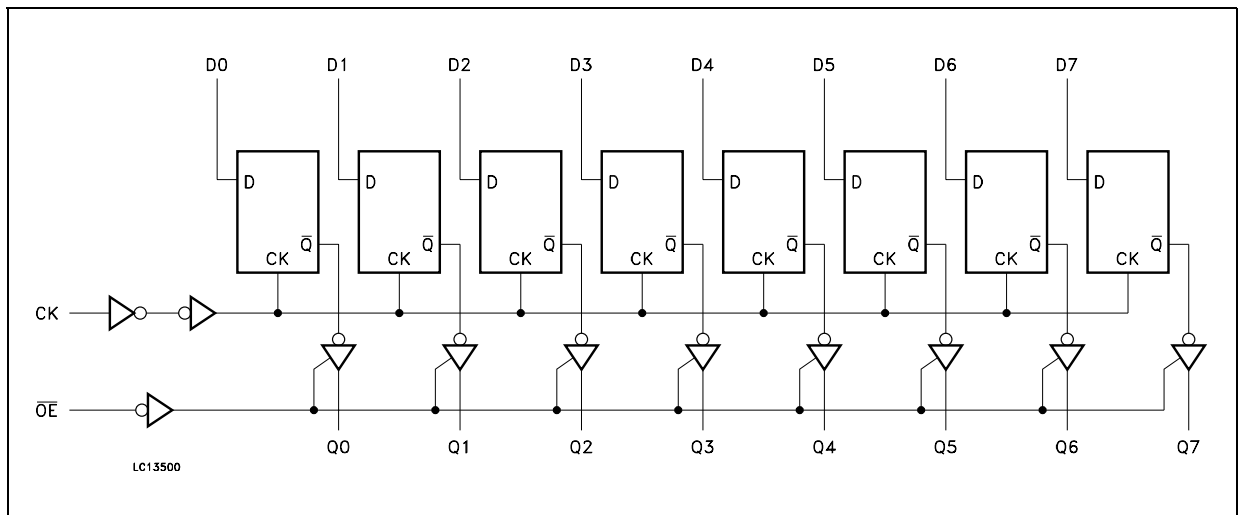 D0 D1 D2 D3 D4 D5 D6 D7
D D D D D D D D
Q̅ Q̅ Q̅ Q̅ Q̅ Q̅ Q̅ Q̅
CK CK CK CK CK CK CK CK
CK
O̅E̅
Q0 Q1 Q2 Q3 Q4 Q5 Q6 Q7
LC13500